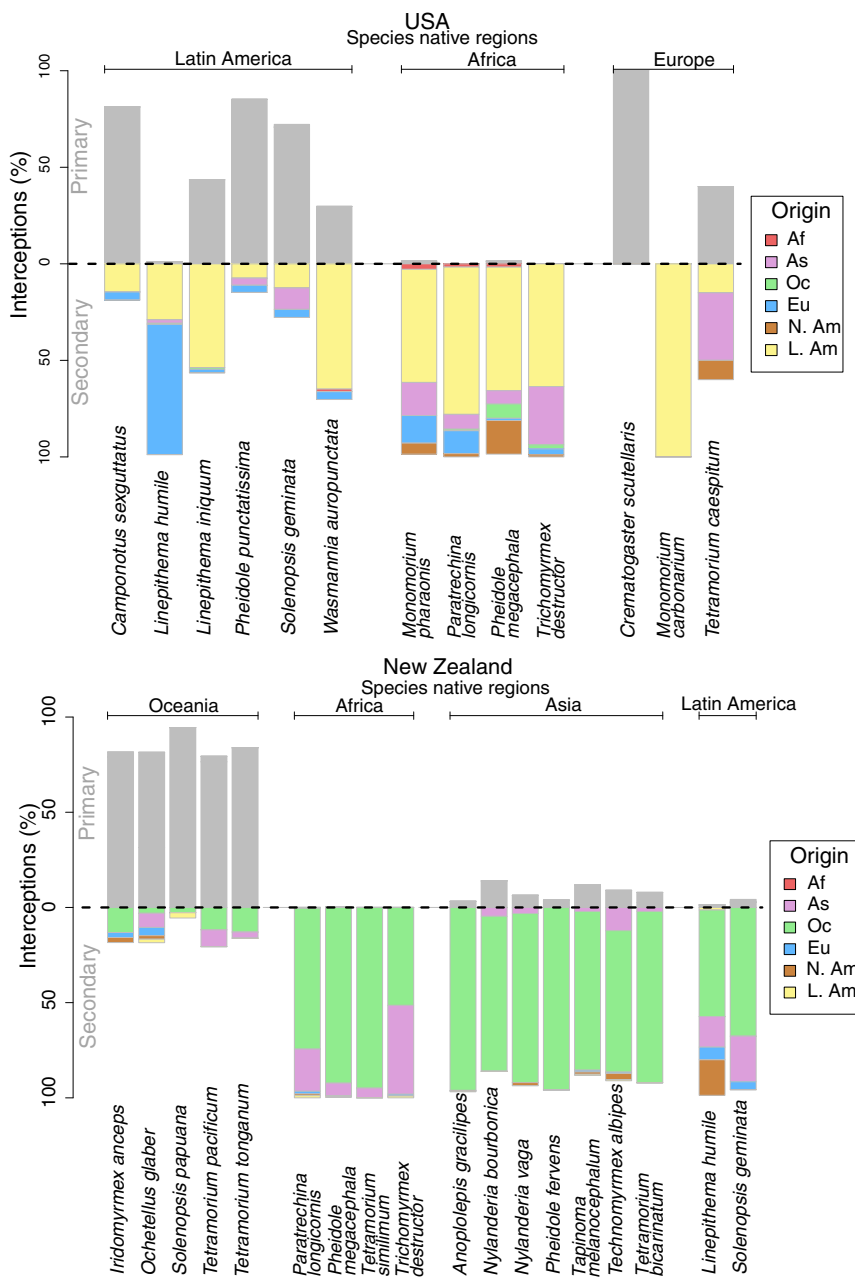 USA
Species native regions
Latin America
Africa
Europe
Interceptions (%)
Primary
Secondary
100
50
0
50
100
Origin
Af
As
Oc
Eu
N. Am
L. Am
Camponotus sexguttatus
Linepithema humile
Linepithema iniquum
Pheidole punctatissima
Solenopsis geminata
Wasmannia auropunctata
Monomorium
pharaonis
Paratrechina
longicornis
Pheidole
megacephala
Trichomyrmex
destructor
Crematogaster scutellaris
Monomorium
carbonarium
Tetramorium caespitum
New Zealand
Species native regions
Oceania
Africa
Asia
Latin America
Interceptions (%)
Primary
Secondary
100
50
0
50
100
Origin
Af
As
Oc
Eu
N. Am
L. Am
Iridomyrmex anceps
Ochetellus glaber
Solenopsis papuana
Tetramorium pacificum
Tetramorium tonganum
Paratrechina
longicornis
Pheidole
megacephala
Tetramorium
similimum
Trichomyrmex
destructor
Anoplolepis gracilipes
Nylanderia bourbonica
Nylanderia vaga
Pheidole fervens
Tapinoma
melanocephalum
Technomyrmex albipes
Tetramorium
bicarinatum
Linepithema humile
Solenopsis geminata